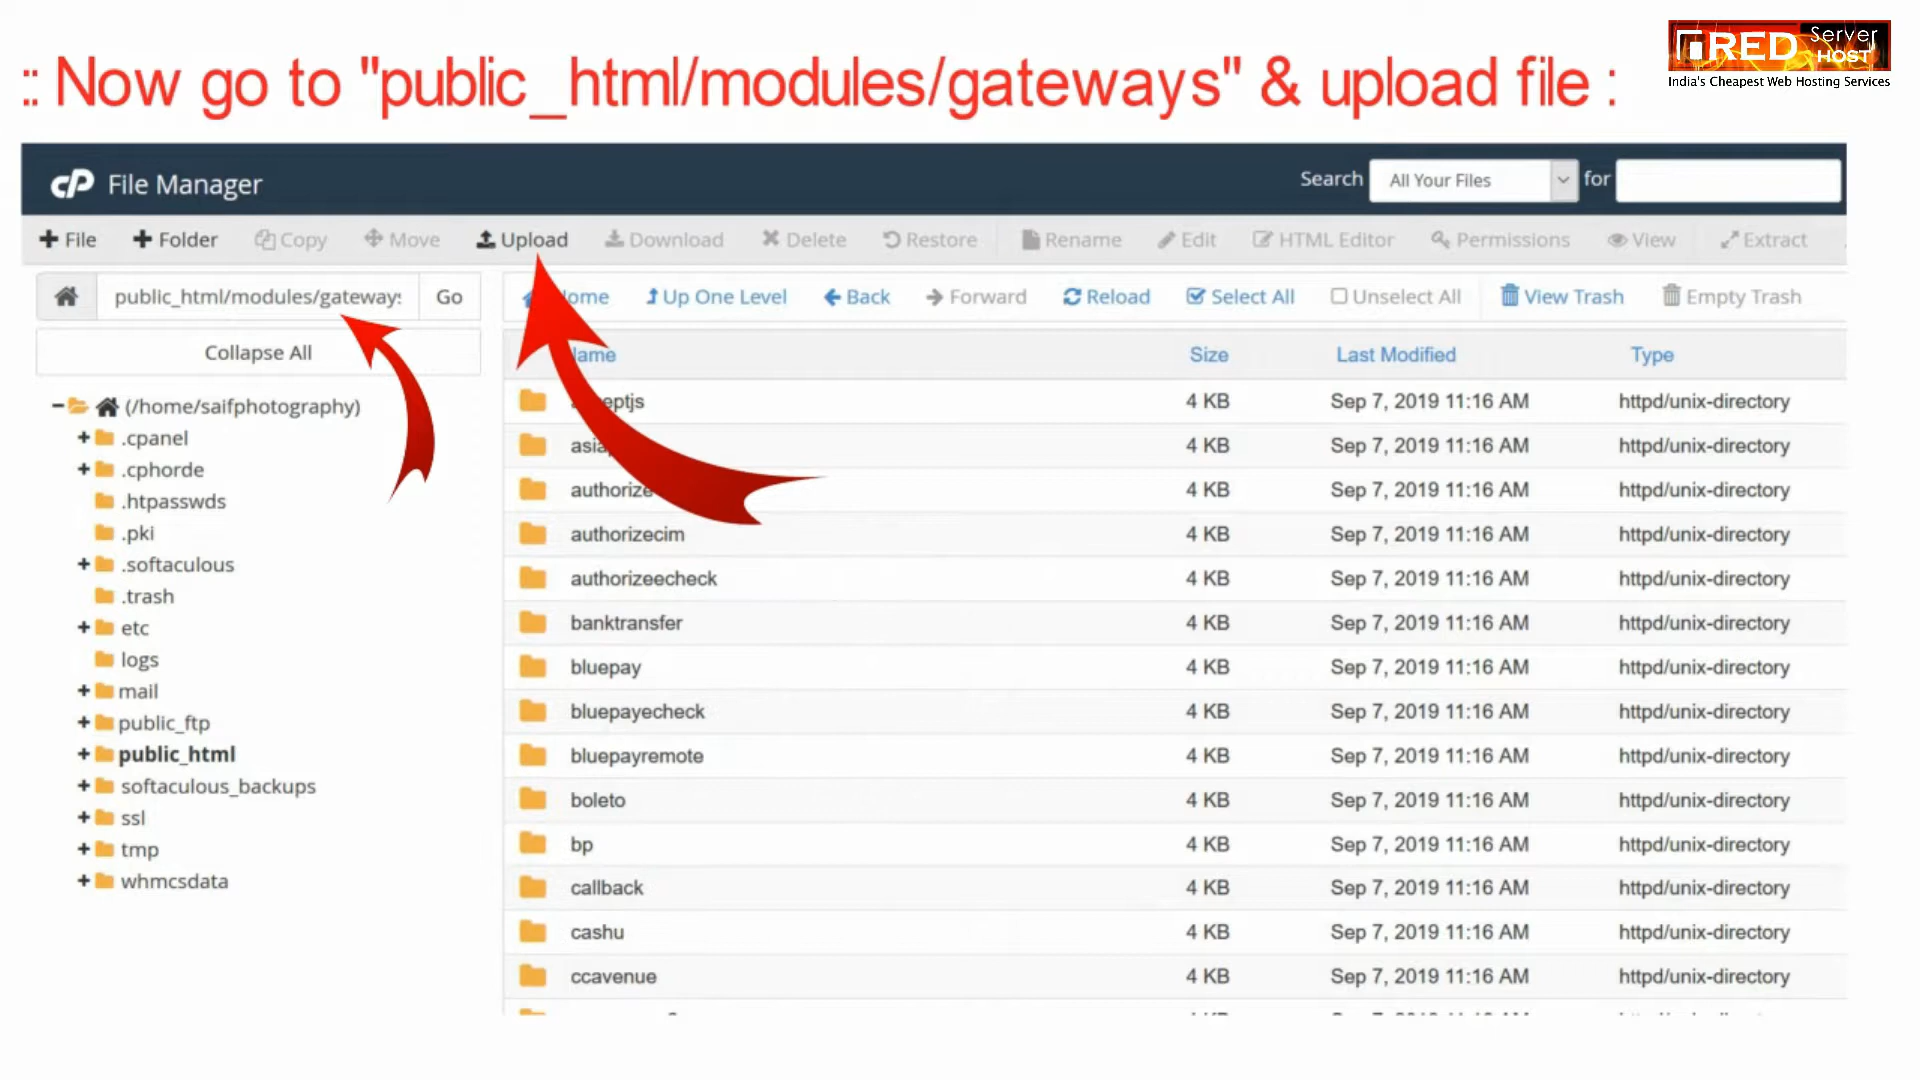 :: Now go to "public_html/modules/gateways" & upload file :
RED Server HOST
India's Cheapest Web Hosting Services
cP File Manager
Search All Your Files for
File Folder Copy Move Upload Download Delete Restore Rename Edit HTML Editor Permissions View Extract
public_html/modules/gateways Go
Home Up One Level Back Forward Reload Select All Unselect All View Trash Empty Trash
Collapse All
Name Size Last Modified Type
(/home/saifphotography)
.cpanel
.cphorde
.htpasswds
.pki
.softaculous
.trash
etc
logs
mail
public_ftp
public_html
softaculous_backups
ssl
tmp
whmcsdata
4 KB Sep 7, 2019 11:16 AM httpd/unix-directory
4 KB Sep 7, 2019 11:16 AM httpd/unix-directory
authorize 4 KB Sep 7, 2019 11:16 AM httpd/unix-directory
authorizecim 4 KB Sep 7, 2019 11:16 AM httpd/unix-directory
authorizeecheck 4 KB Sep 7, 2019 11:16 AM httpd/unix-directory
banktransfer 4 KB Sep 7, 2019 11:16 AM httpd/unix-directory
bluepay 4 KB Sep 7, 2019 11:16 AM httpd/unix-directory
bluepayecheck 4 KB Sep 7, 2019 11:16 AM httpd/unix-directory
bluepayremote 4 KB Sep 7, 2019 11:16 AM httpd/unix-directory
boleto 4 KB Sep 7, 2019 11:16 AM httpd/unix-directory
bp 4 KB Sep 7, 2019 11:16 AM httpd/unix-directory
callback 4 KB Sep 7, 2019 11:16 AM httpd/unix-directory
cashu 4 KB Sep 7, 2019 11:16 AM httpd/unix-directory
ccavenue 4 KB Sep 7, 2019 11:16 AM httpd/unix-directory